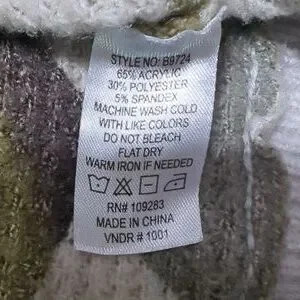 STYLE NO: B9724
65% ACRYLIC
30% POLYESTER
5% SPANDEX
MACHINE WASH COLD
WITH LIKE COLORS
DO NOT BLEACH
FLAT DRY
WARM IRON IF NEEDED
RN# 109283
MADE IN CHINA
VNDR # 1001